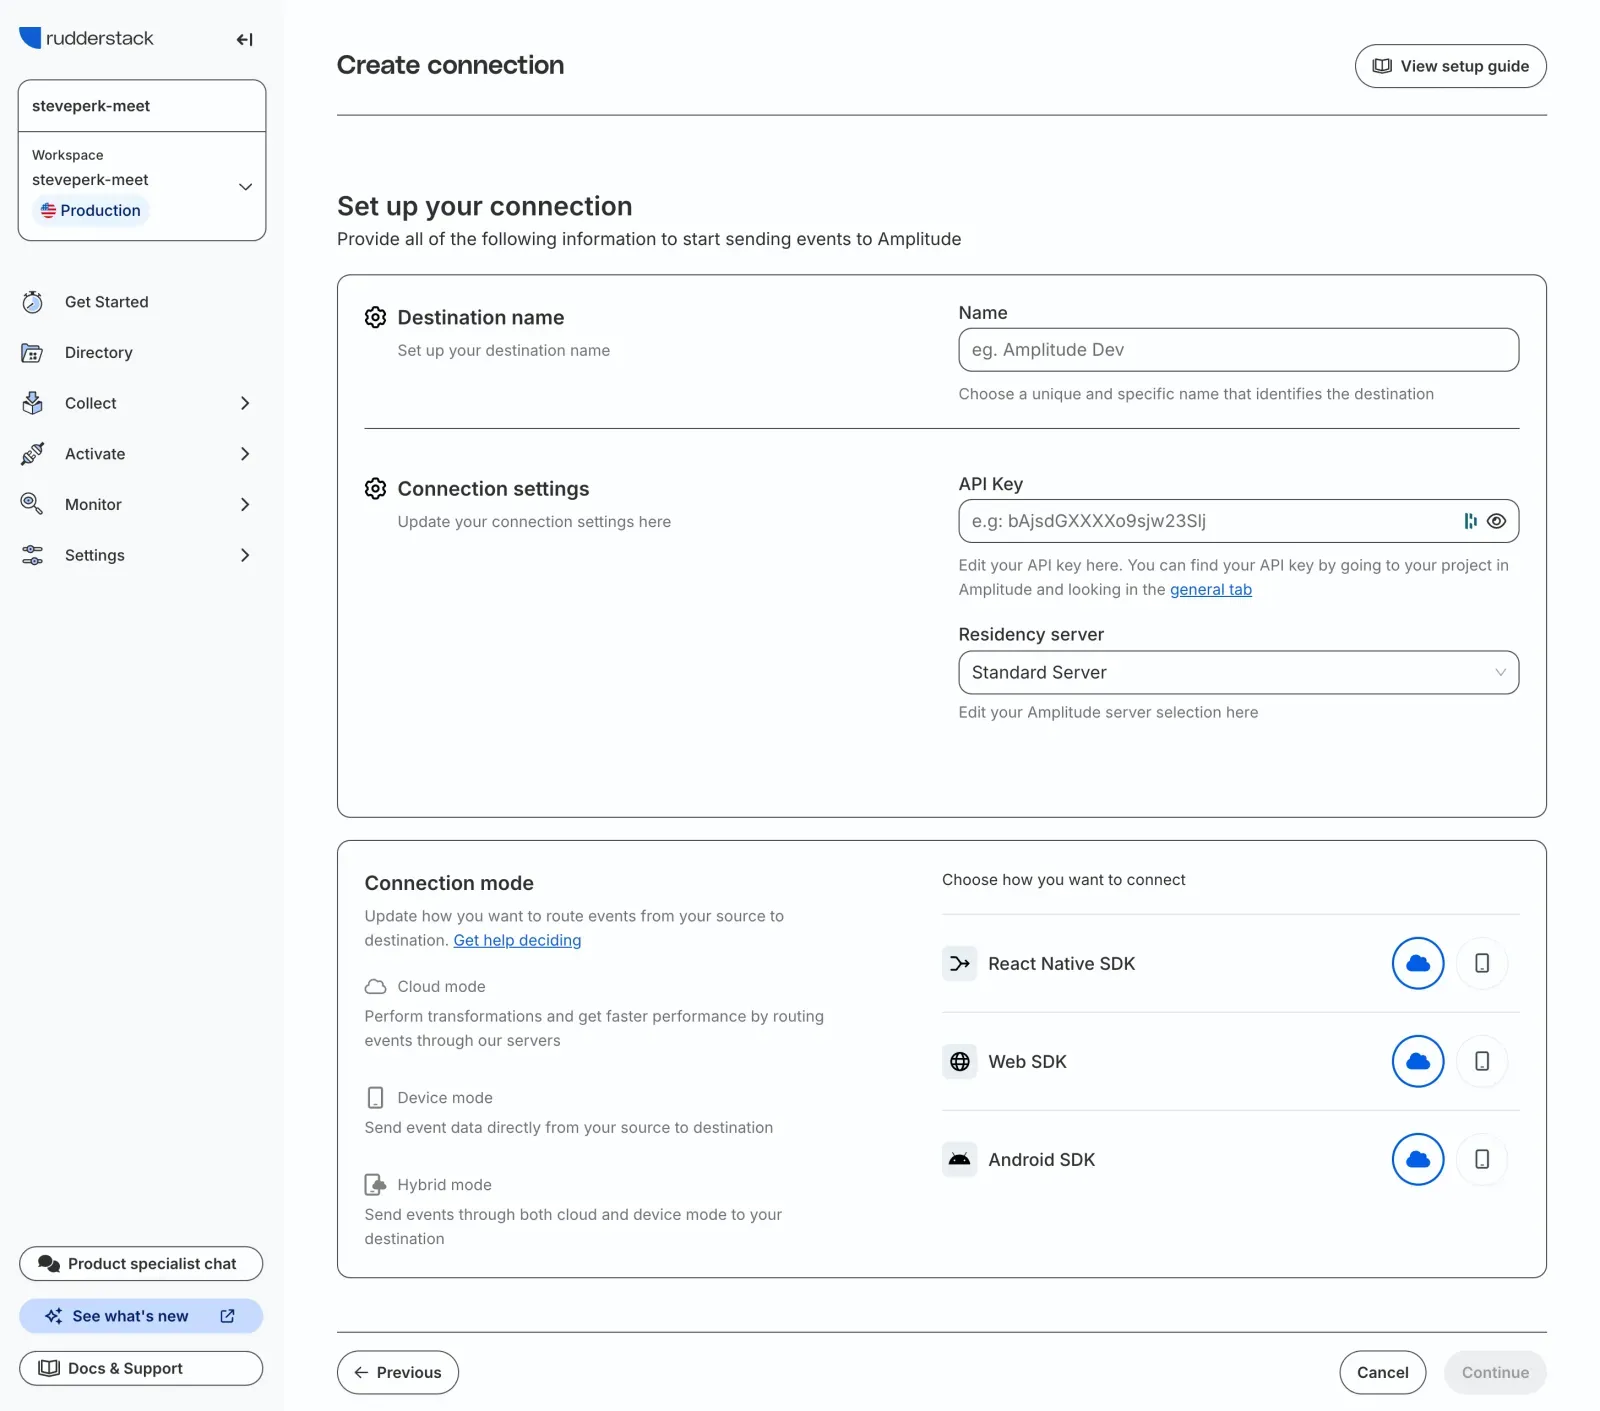 rudderstack
steveperk-meet
Workspace
steveperk-meet
Production
Get Started
Directory
Collect
Activate
Monitor
Settings
Product specialist chat
See what's new
Docs & Support
Create connection
View setup guide
Set up your connection
Provide all of the following information to start sending events to Amplitude
Destination name
Set up your destination name
Name
eg. Amplitude Dev
Choose a unique and specific name that identifies the destination
Connection settings
Update your connection settings here
API Key
e.g: bAjsdGXXXXo9sjw23Slj
Edit your API key here. You can find your API key by going to your project in
Amplitude and looking in the general tab
Residency server
Standard Server
Edit your Amplitude server selection here
Connection mode
Update how you want to route events from your source to
destination. Get help deciding
Cloud mode
Perform transformations and get faster performance by routing
events through our servers
Device mode
Send event data directly from your source to destination
Hybrid mode
Send events through both cloud and device mode to your
destination
Choose how you want to connect
React Native SDK
Web SDK
Android SDK
Previous
Cancel
Continue